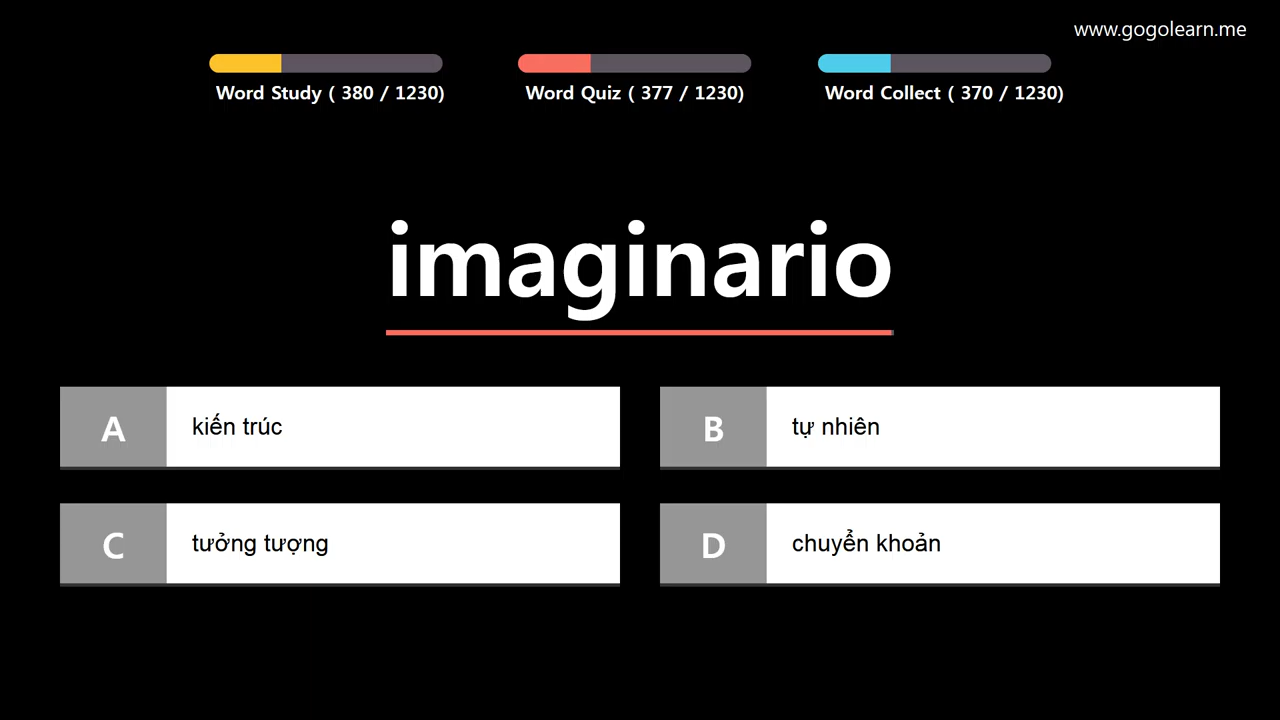 www.gogolearn.me
Word Study ( 380 / 1230)
Word Quiz ( 377 / 1230)
Word Collect ( 370 / 1230)
imaginario
A
kiến trúc
B
tự nhiên
C
tưởng tượng
D
chuyển khoản